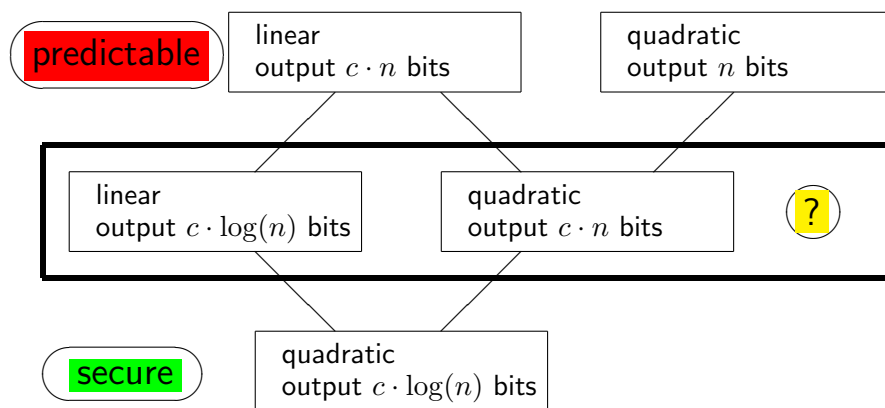 predictable
linear
output c · n bits
quadratic
output n bits
linear
output c · log(n) bits
quadratic
output c · n bits
?
secure
quadratic
output c · log(n) bits